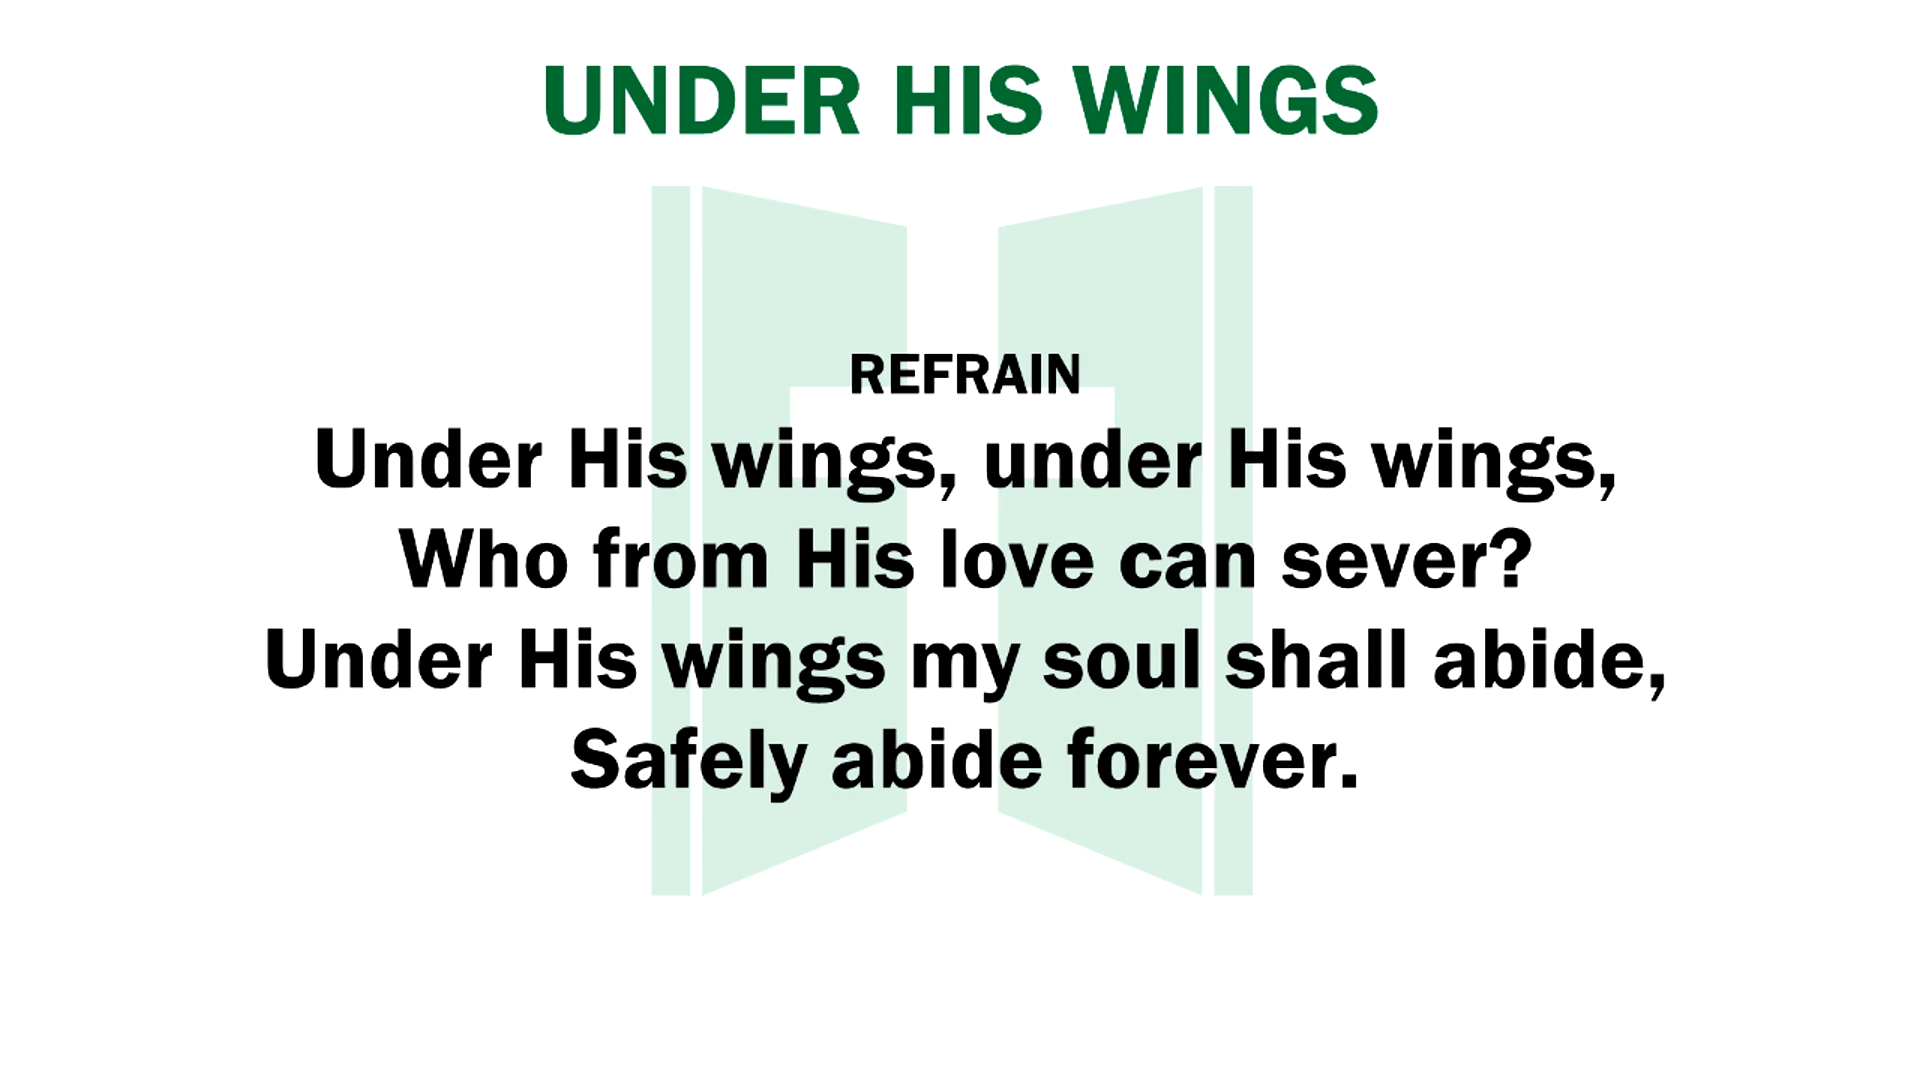 UNDER HIS WINGS
REFRAIN
Under His wings, under His wings,
Who from His love can sever?
Under His wings my soul shall abide,
Safely abide forever.